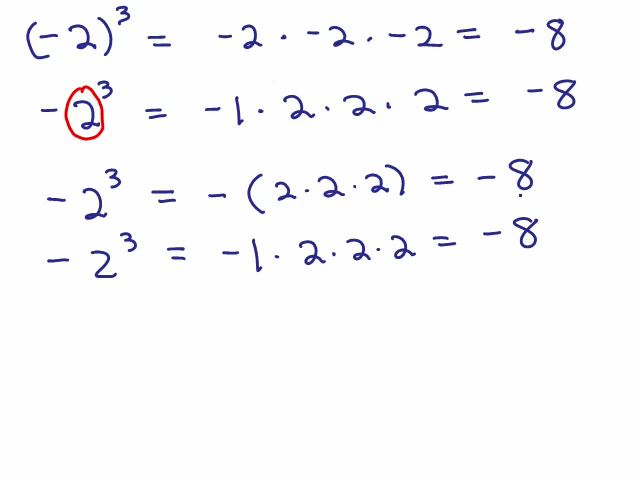 (-2)³ = -2 · -2 · -2 = -8
-2³ = -1 · 2 · 2 · 2 = -8
-2³ = -(2 · 2 · 2) = -8
-2³ = -1 · 2 · 2 · 2 = -8